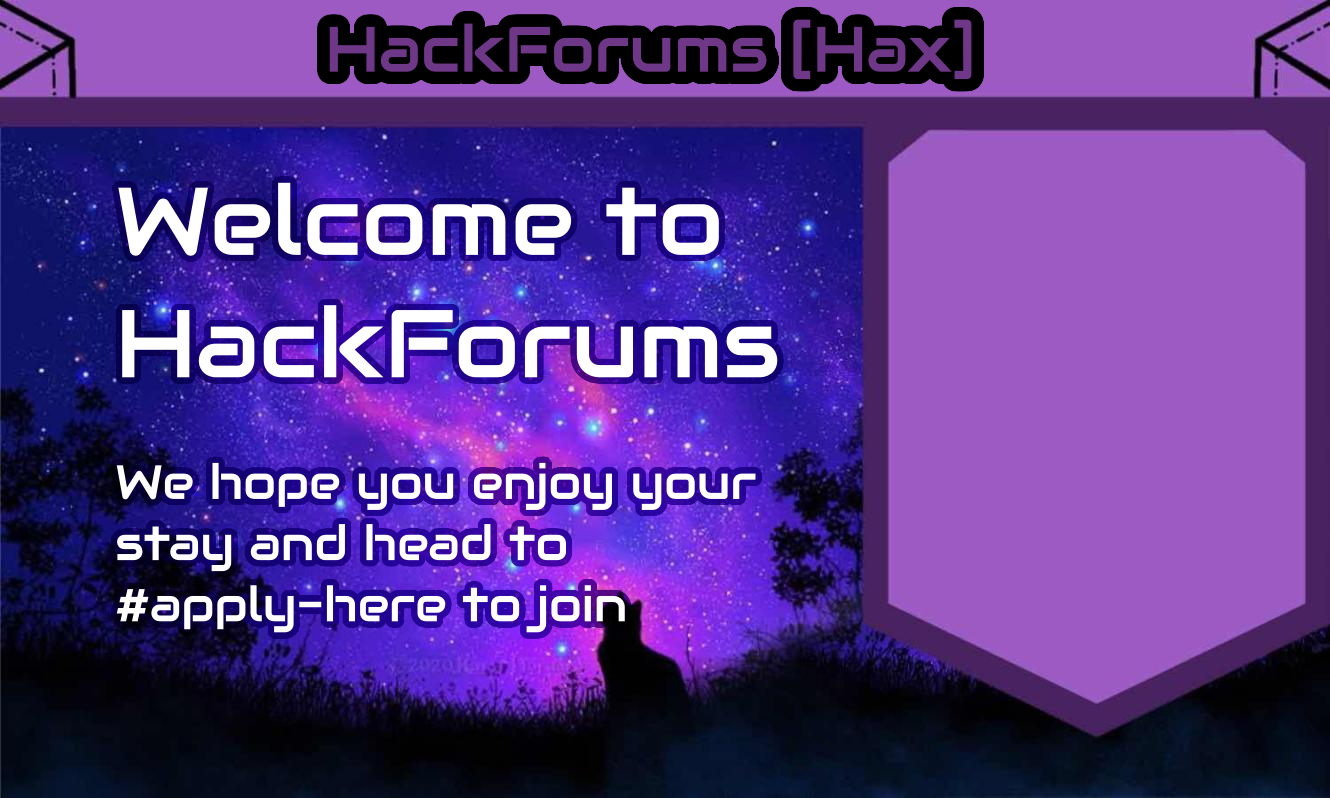 HackForums [Hax]
Welcome to
HackForums
We hope you enjoy your
stay and head to
#apply-here to join